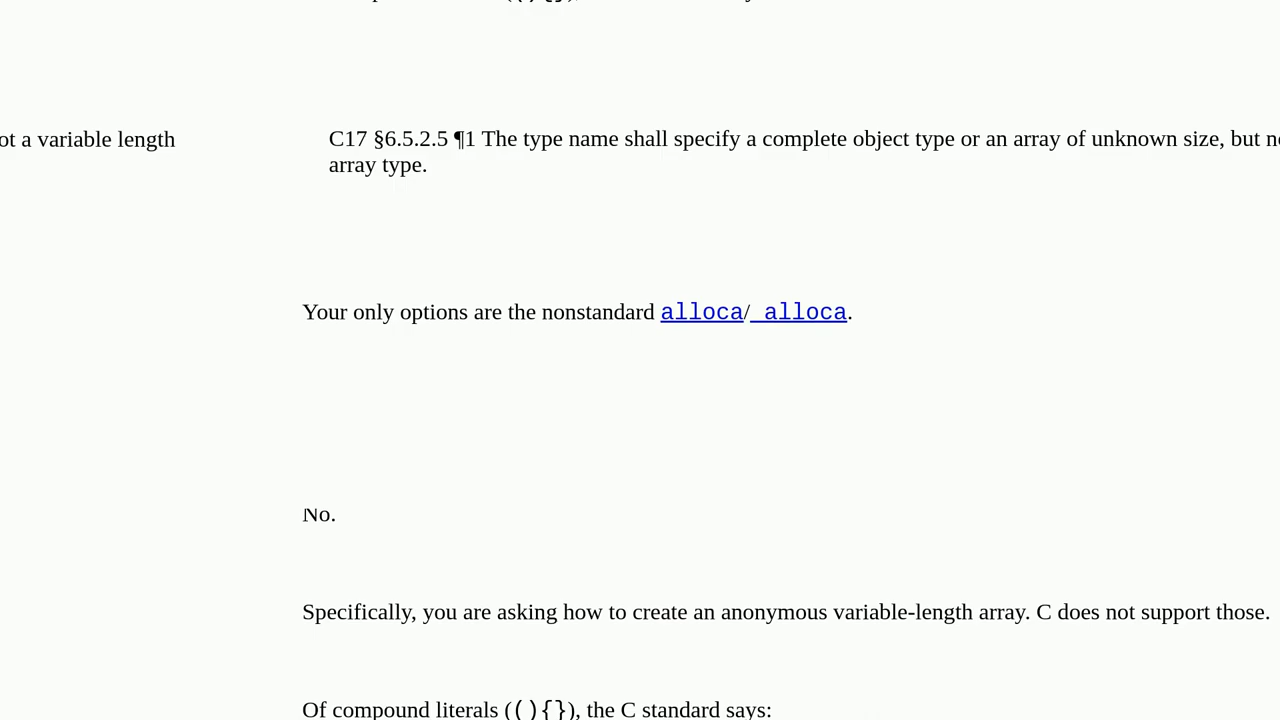 C17 §6.5.2.5 ¶1 The type name shall specify a complete object type or an array of unknown size, but
ot a variable length
array type.
Your only options are the nonstandard alloca/_alloca.
No.
Specifically, you are asking how to create an anonymous variable-length array. C does not support those.
Of compound literals ((){}), the C standard says: